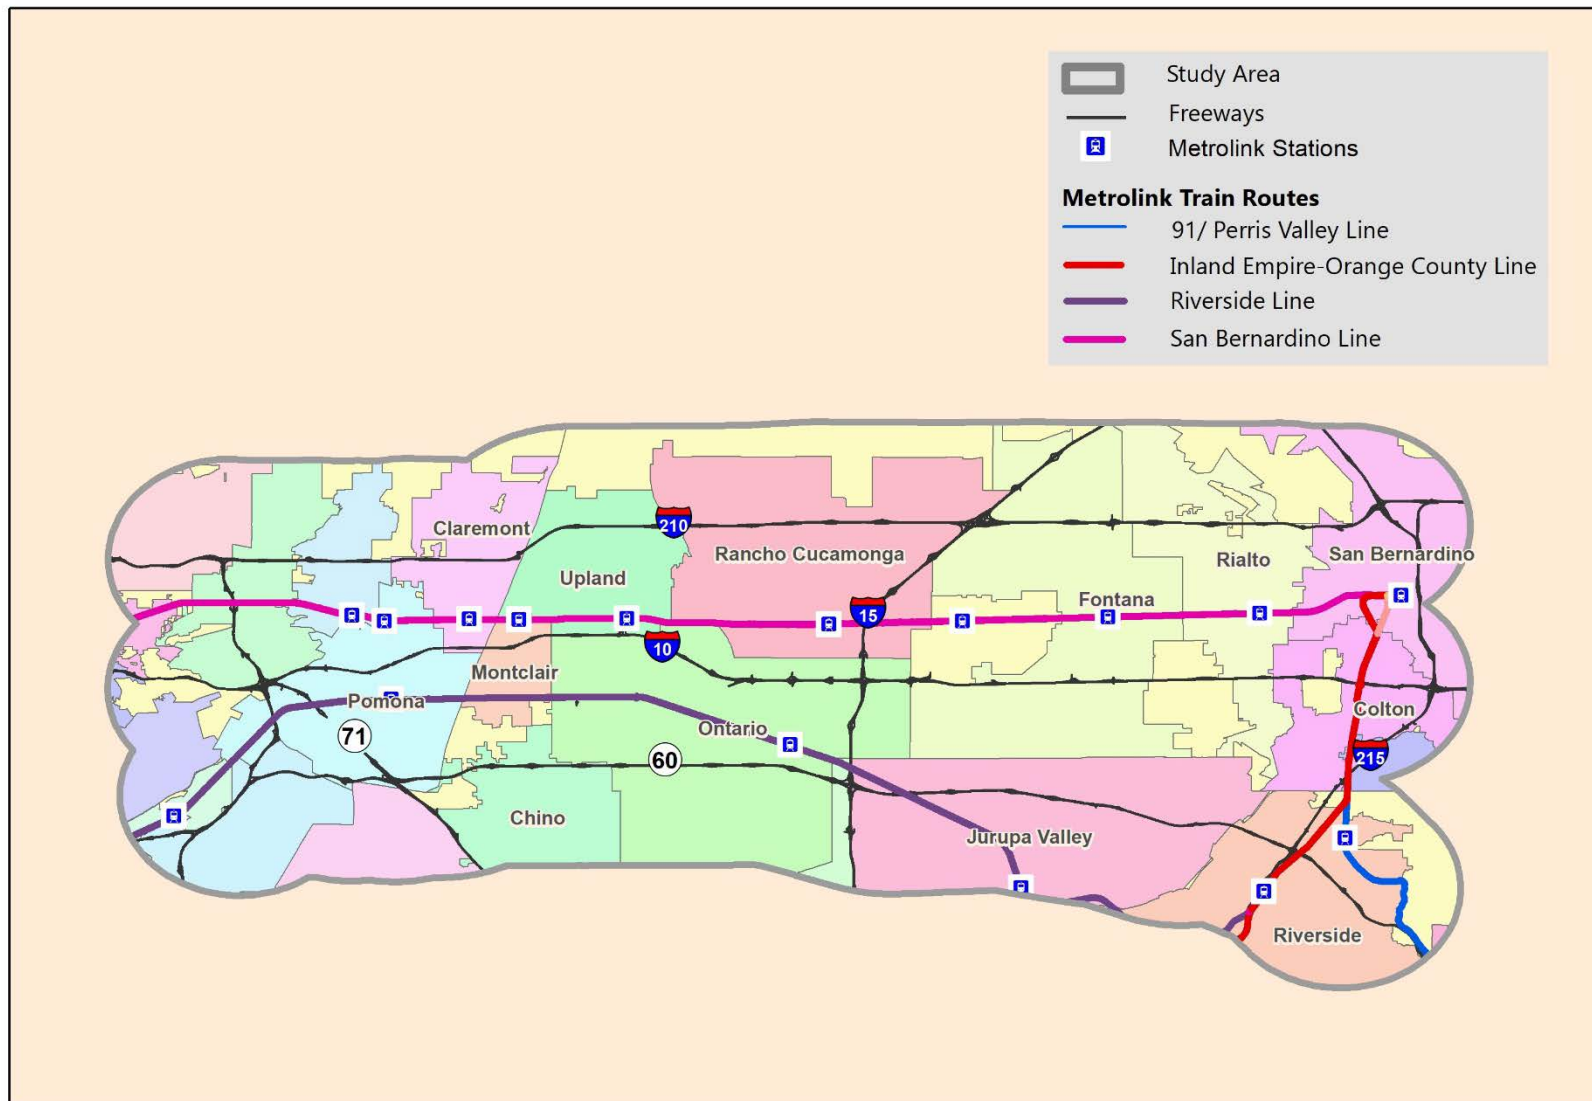 Study Area
Freeways
Metrolink Stations
Metrolink Train Routes
91/ Perris Valley Line
Inland Empire-Orange County Line
Riverside Line
San Bernardino Line
Claremont
210
Rancho Cucamonga
Rialto
San Bernardino
Upland
Fontana
15
10
Montclair
Pomona
Ontario
Colton
71
60
215
Chino
Jurupa Valley
Riverside